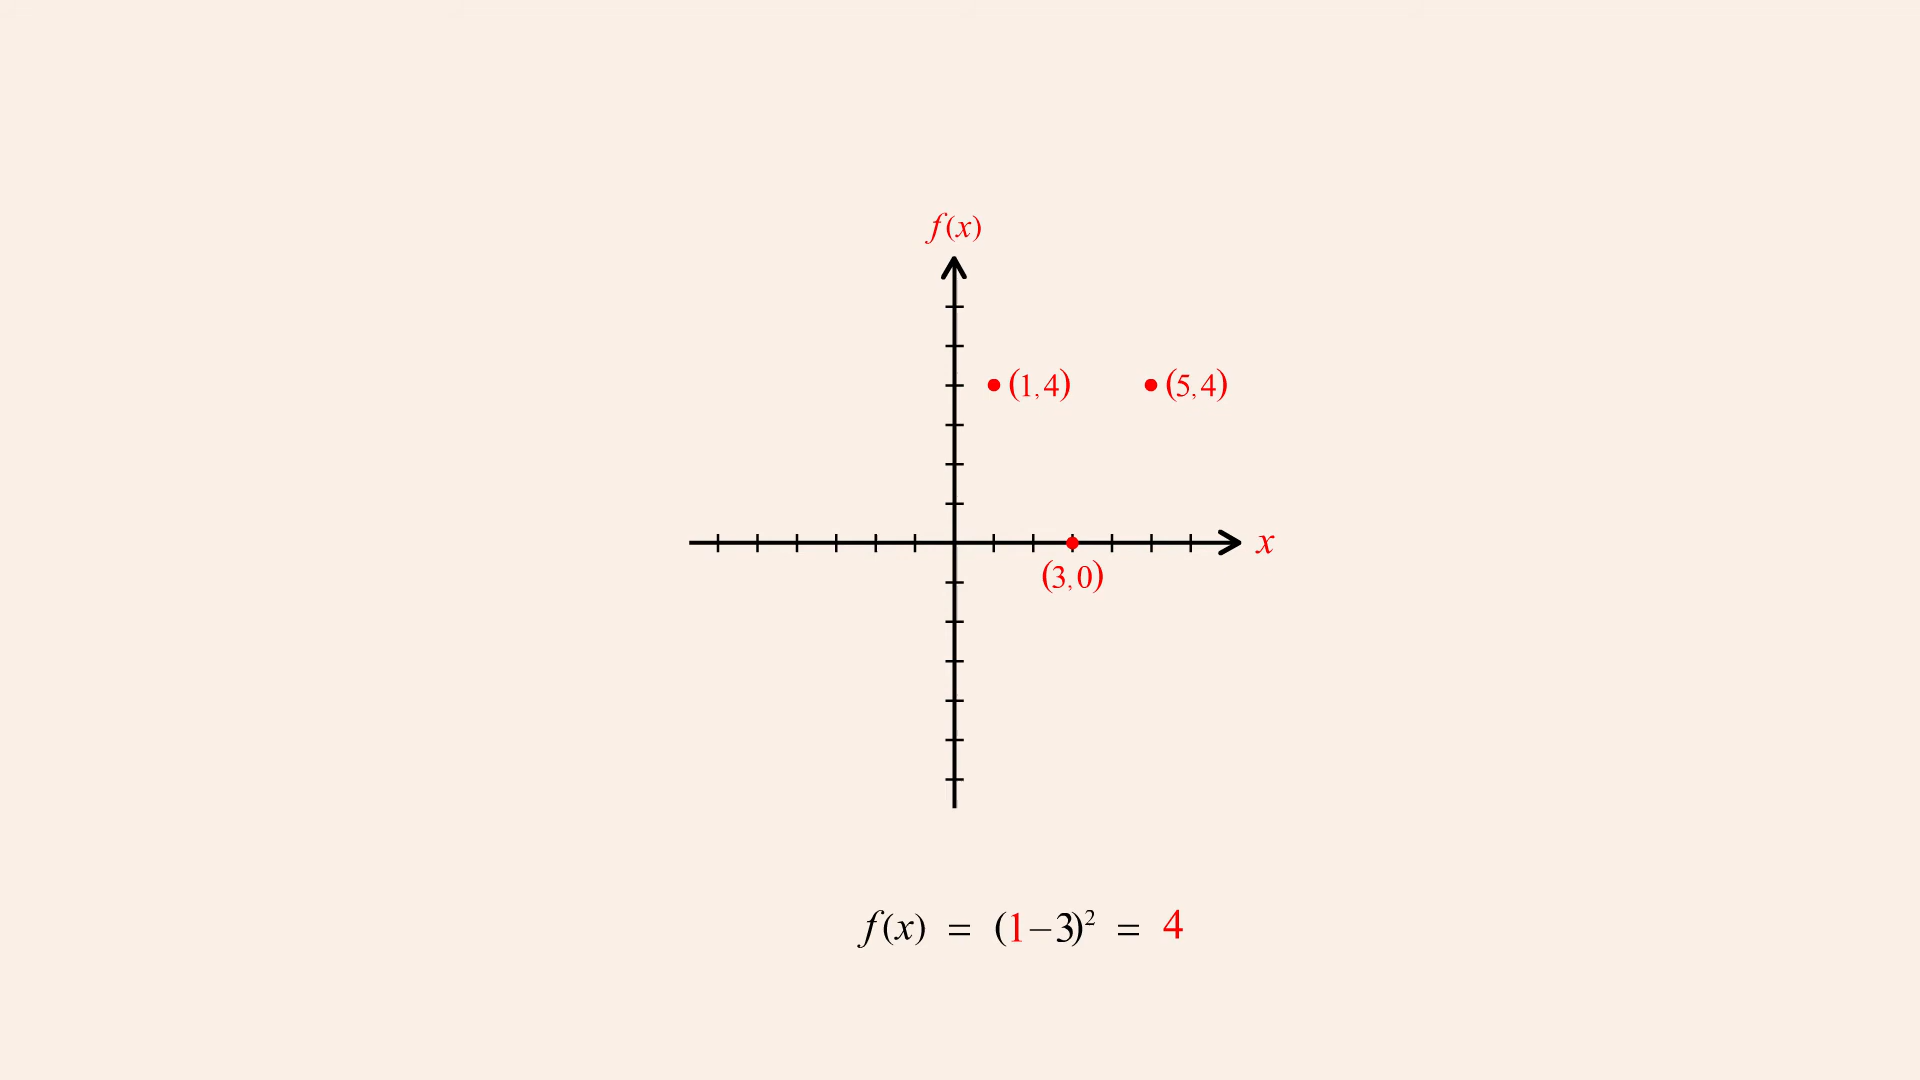 f(x)
(1,4) (5,4)
x
(3,0)
f(x) = (1−3)² = 4